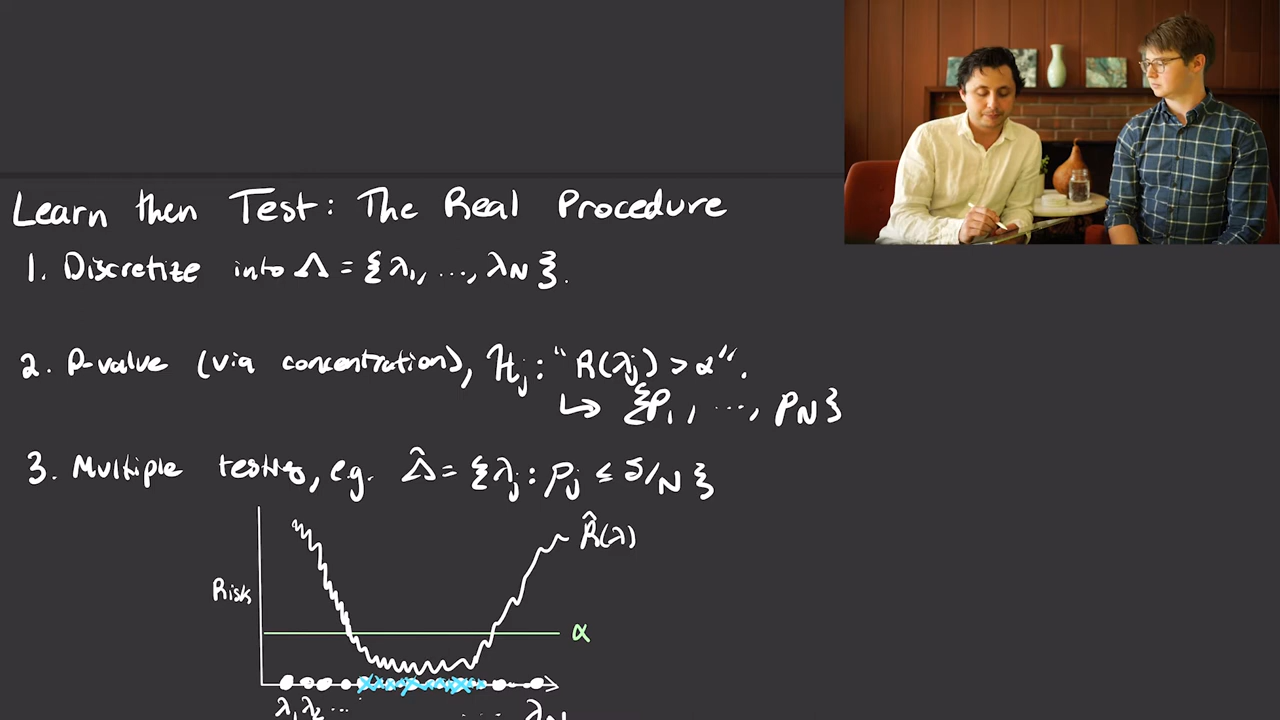 Learn then Test: The Real Procedure
1. Discretize into Λ = {λ₁, ..., λN}.
2. P-value (via concentration), Hj: "R(λj) > α".
↳ {p₁, ..., pN}
3. Multiple testing, e.g. Λ̂ = {λj : pj ≤ δ/N}
R̂(λ)
Risk
α
λ₁ λ₂ ... .... λN